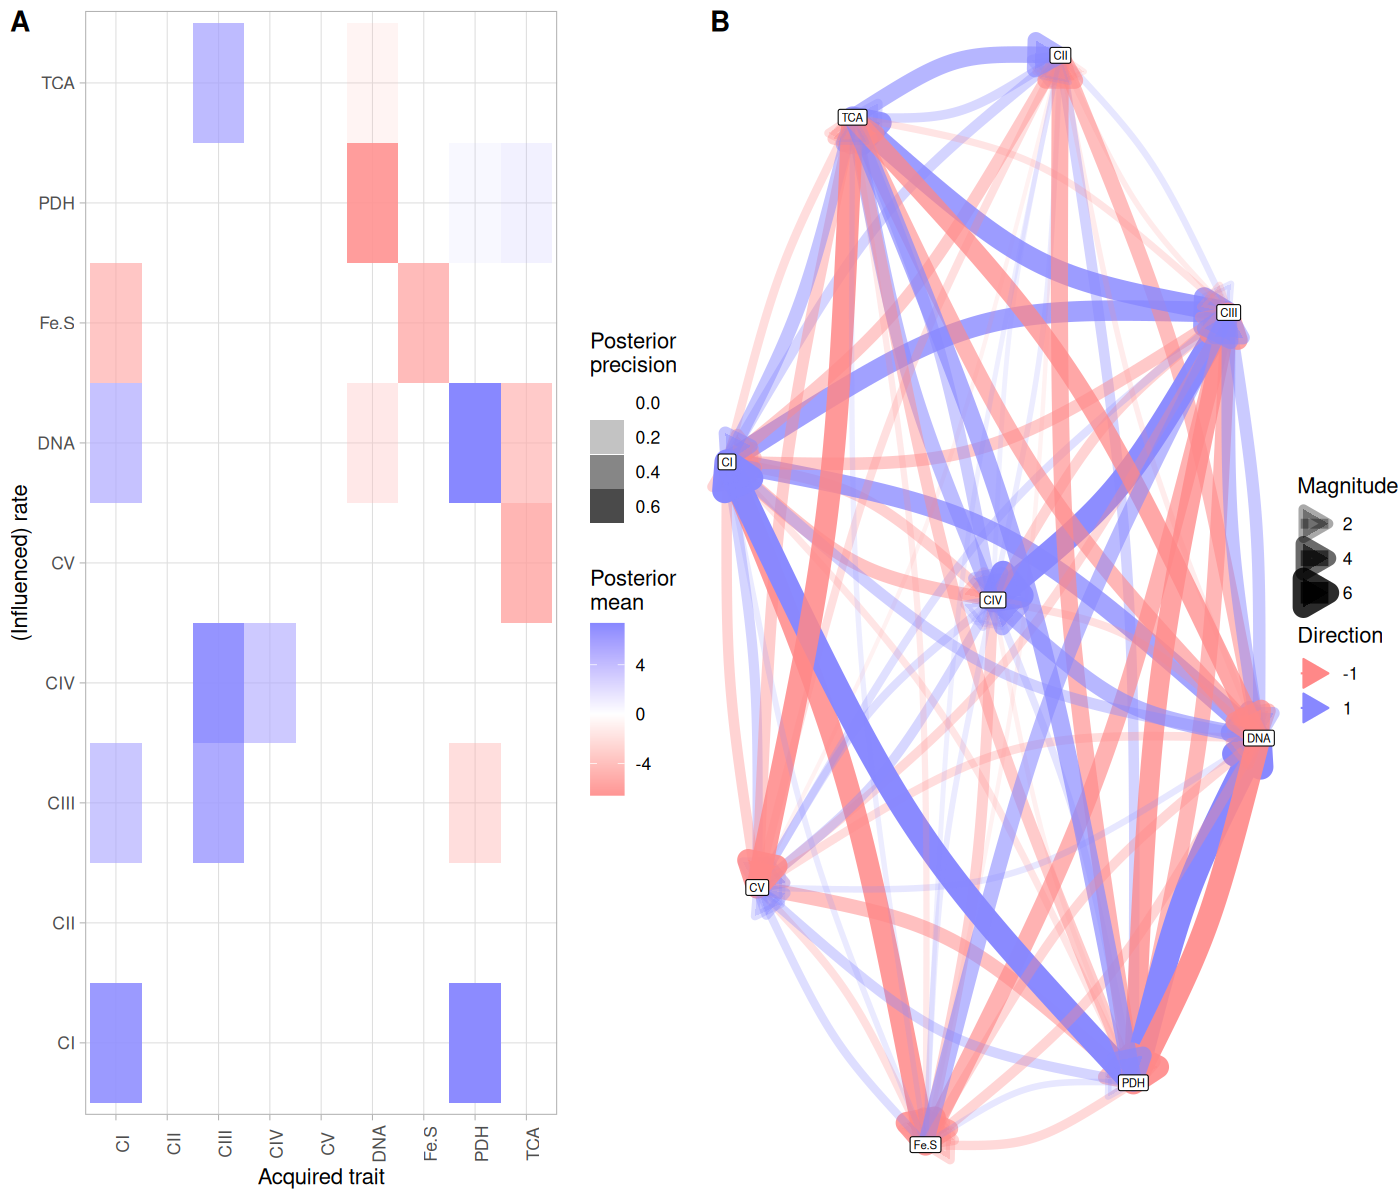 A
TCA
PDH
Fe.S
DNA
CV
CIV
CIII
CII
CI
(Influenced) rate
CI
CII
CIII
CIV
CV
DNA
Fe.S
PDH
TCA
Acquired trait
Posterior
precision
0.0
0.2
0.4
0.6
Posterior
mean
4
0
-4
B
CII
TCA
CIII
CI
CIV
DNA
CV
PDH
Fe.S
Magnitude
2
4
6
Direction
-1
1